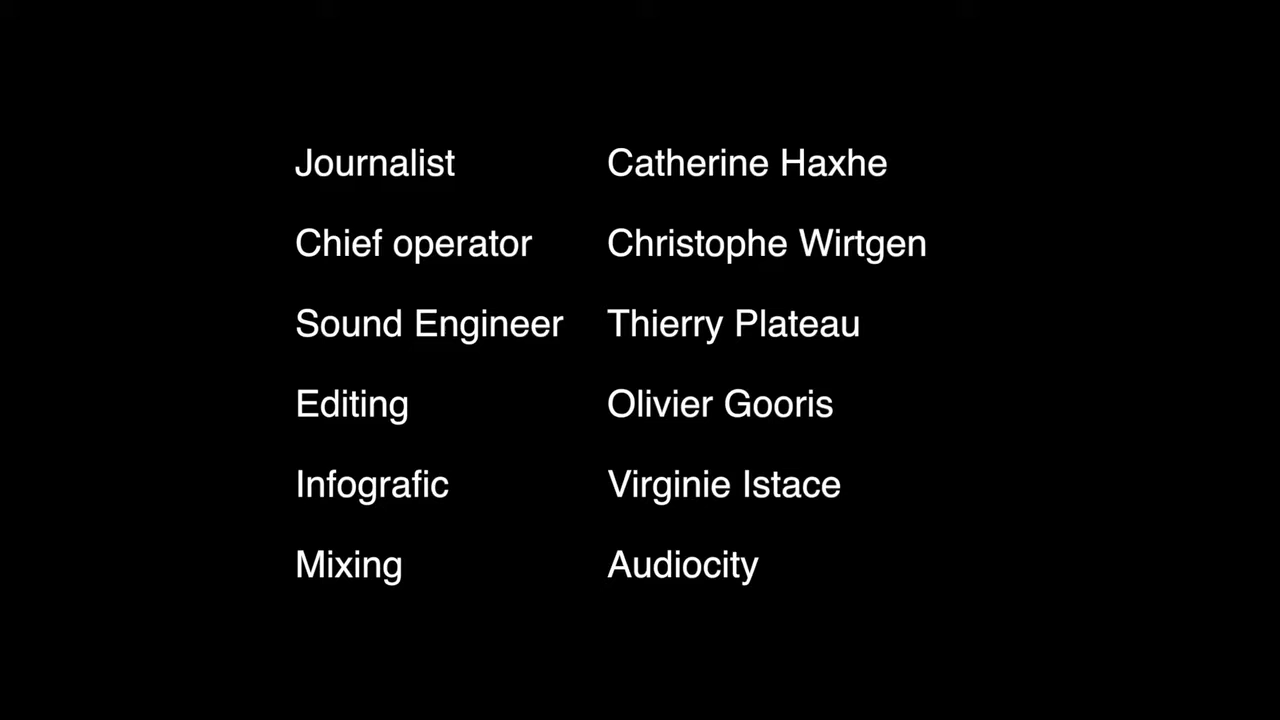 Journalist Catherine Haxhe
Chief operator Christophe Wirtgen
Sound Engineer Thierry Plateau
Editing Olivier Gooris
Infografic Virginie Istace
Mixing Audiocity